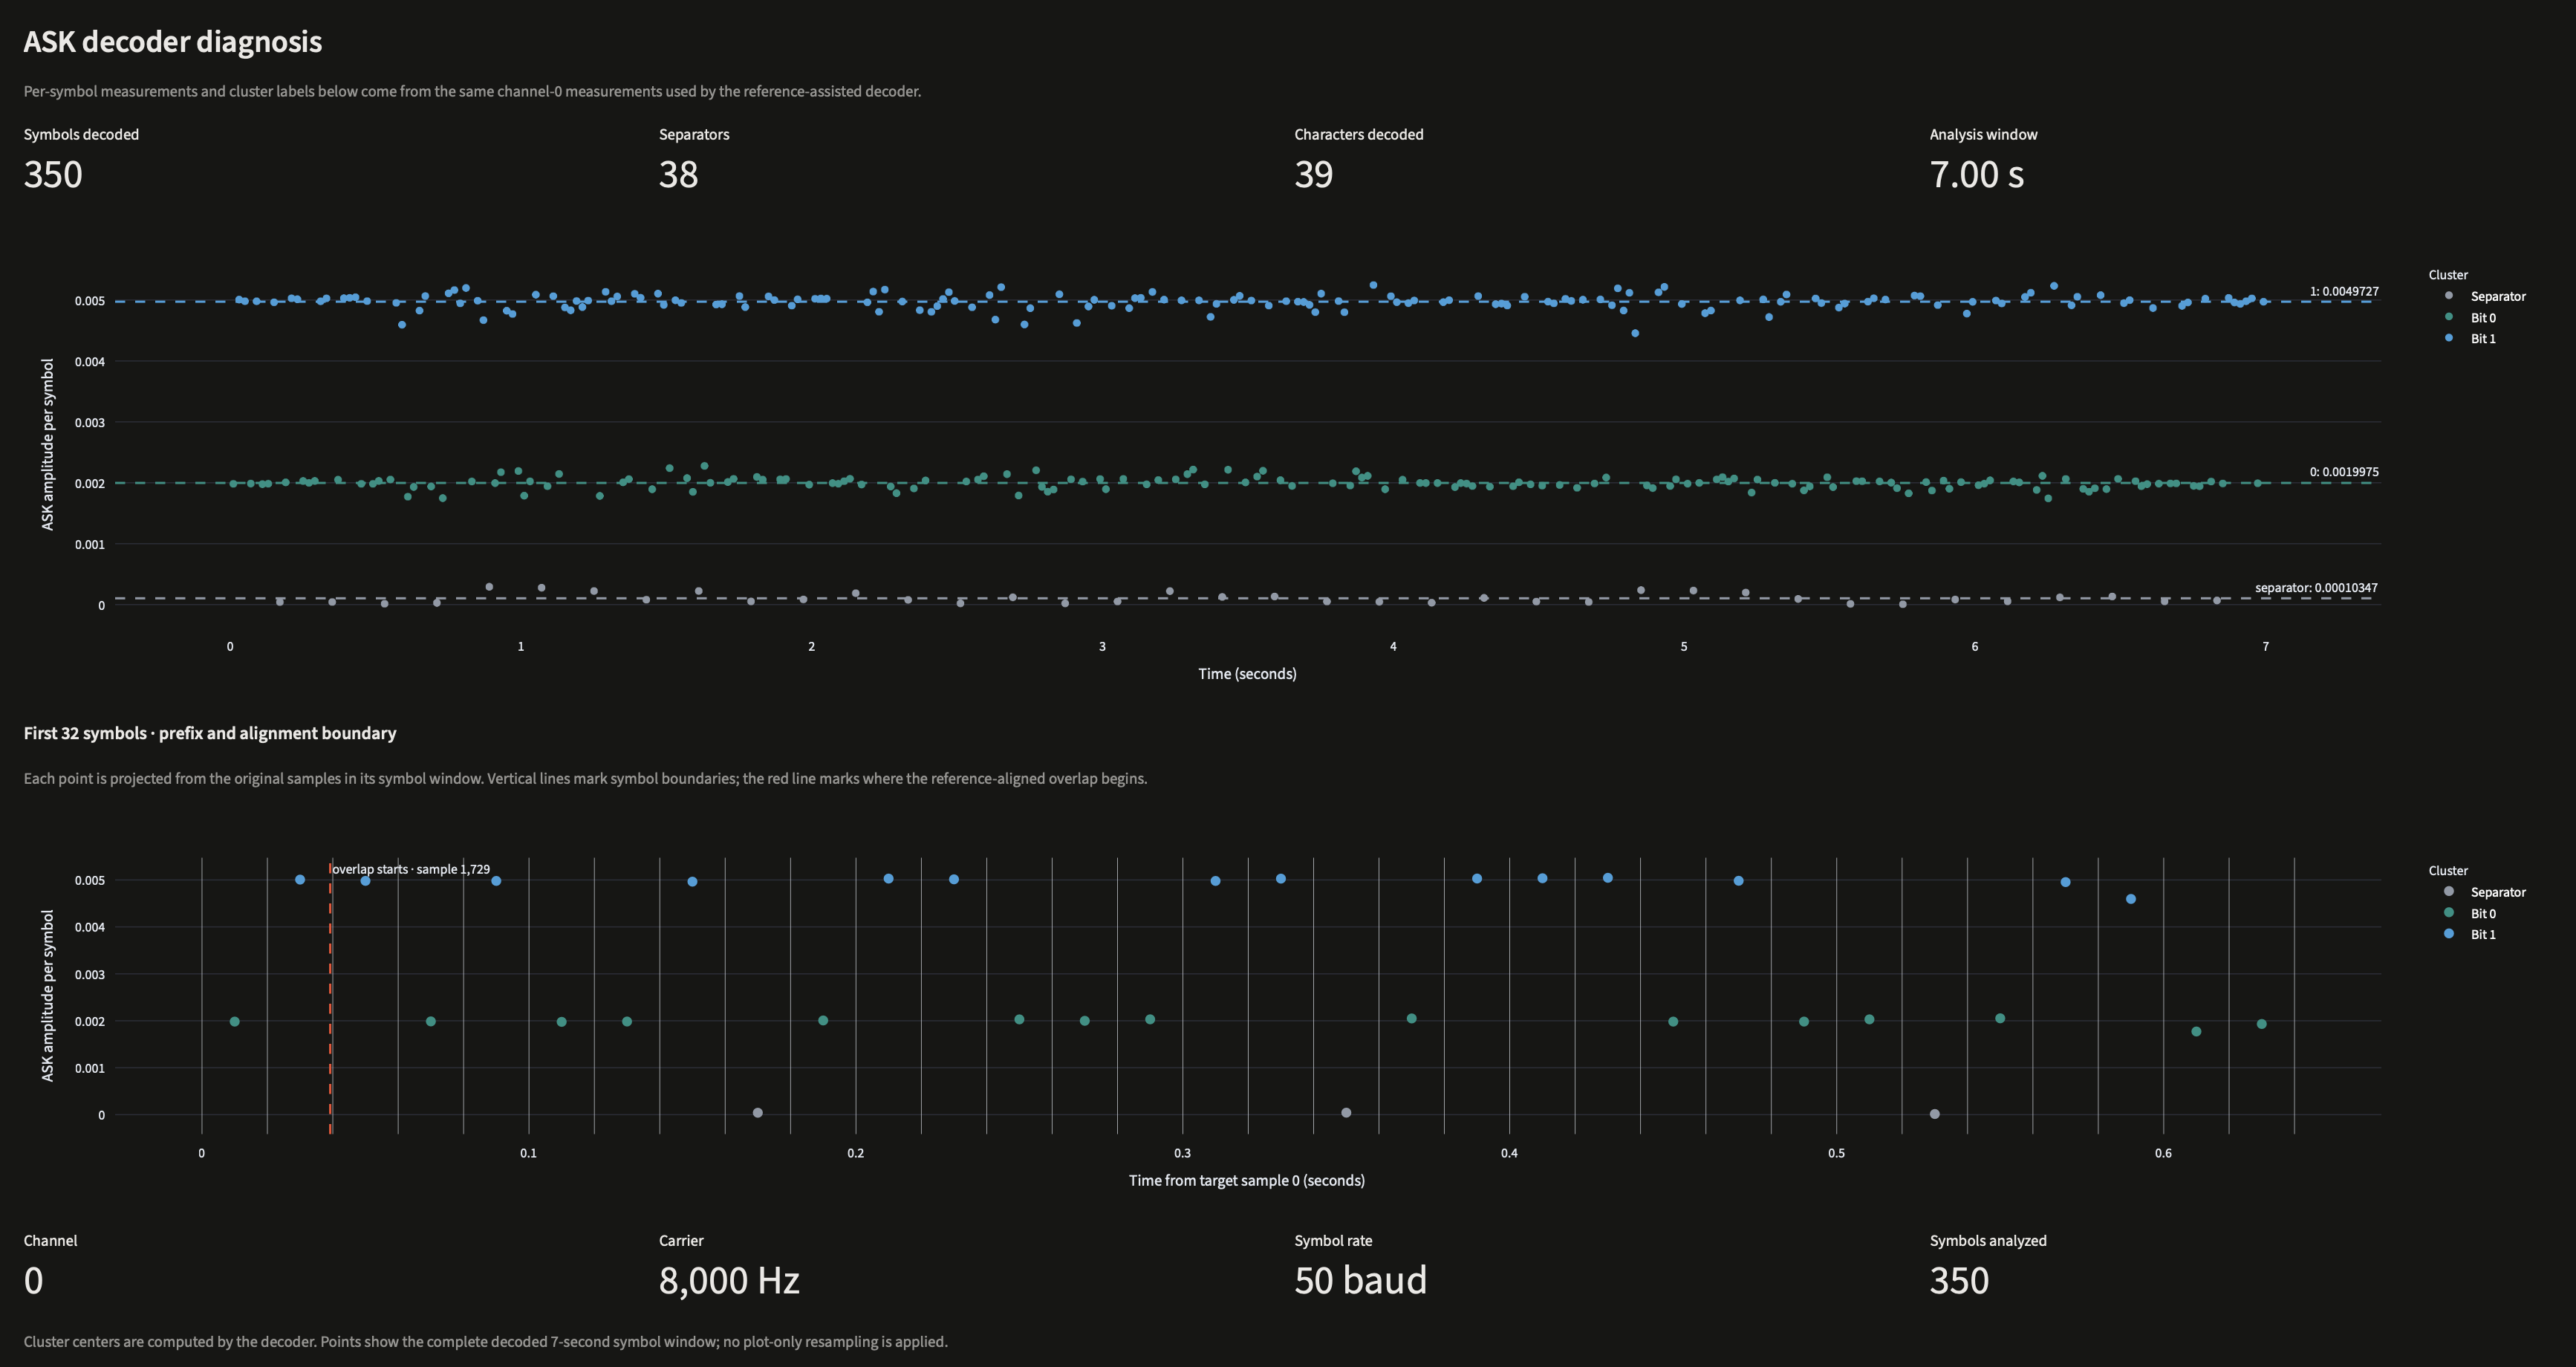 ASK decoder diagnosis
Per-symbol measurements and cluster labels below come from the same channel-0 measurements used by the reference-assisted decoder.
Symbols decoded
350
Separators
38
Characters decoded
39
Analysis window
7.00 s
Cluster
Separator
Bit 0
Bit 1
ASK amplitude per symbol
0.005
0.004
0.003
0.002
0.001
0
1: 0.0049727
0: 0.0019975
separator: 0.00010347
0 1 2 3 4 5 6 7
Time (seconds)
First 32 symbols · prefix and alignment boundary
Each point is projected from the original samples in its symbol window. Vertical lines mark symbol boundaries; the red line marks where the reference-aligned overlap begins.
overlap starts · sample 1,729
Cluster
Separator
Bit 0
Bit 1
ASK amplitude per symbol
0.005
0.004
0.003
0.002
0.001
0
0 0.1 0.2 0.3 0.4 0.5 0.6
Time from target sample 0 (seconds)
Channel
0
Carrier
8,000 Hz
Symbol rate
50 baud
Symbols analyzed
350
Cluster centers are computed by the decoder. Points show the complete decoded 7-second symbol window; no plot-only resampling is applied.